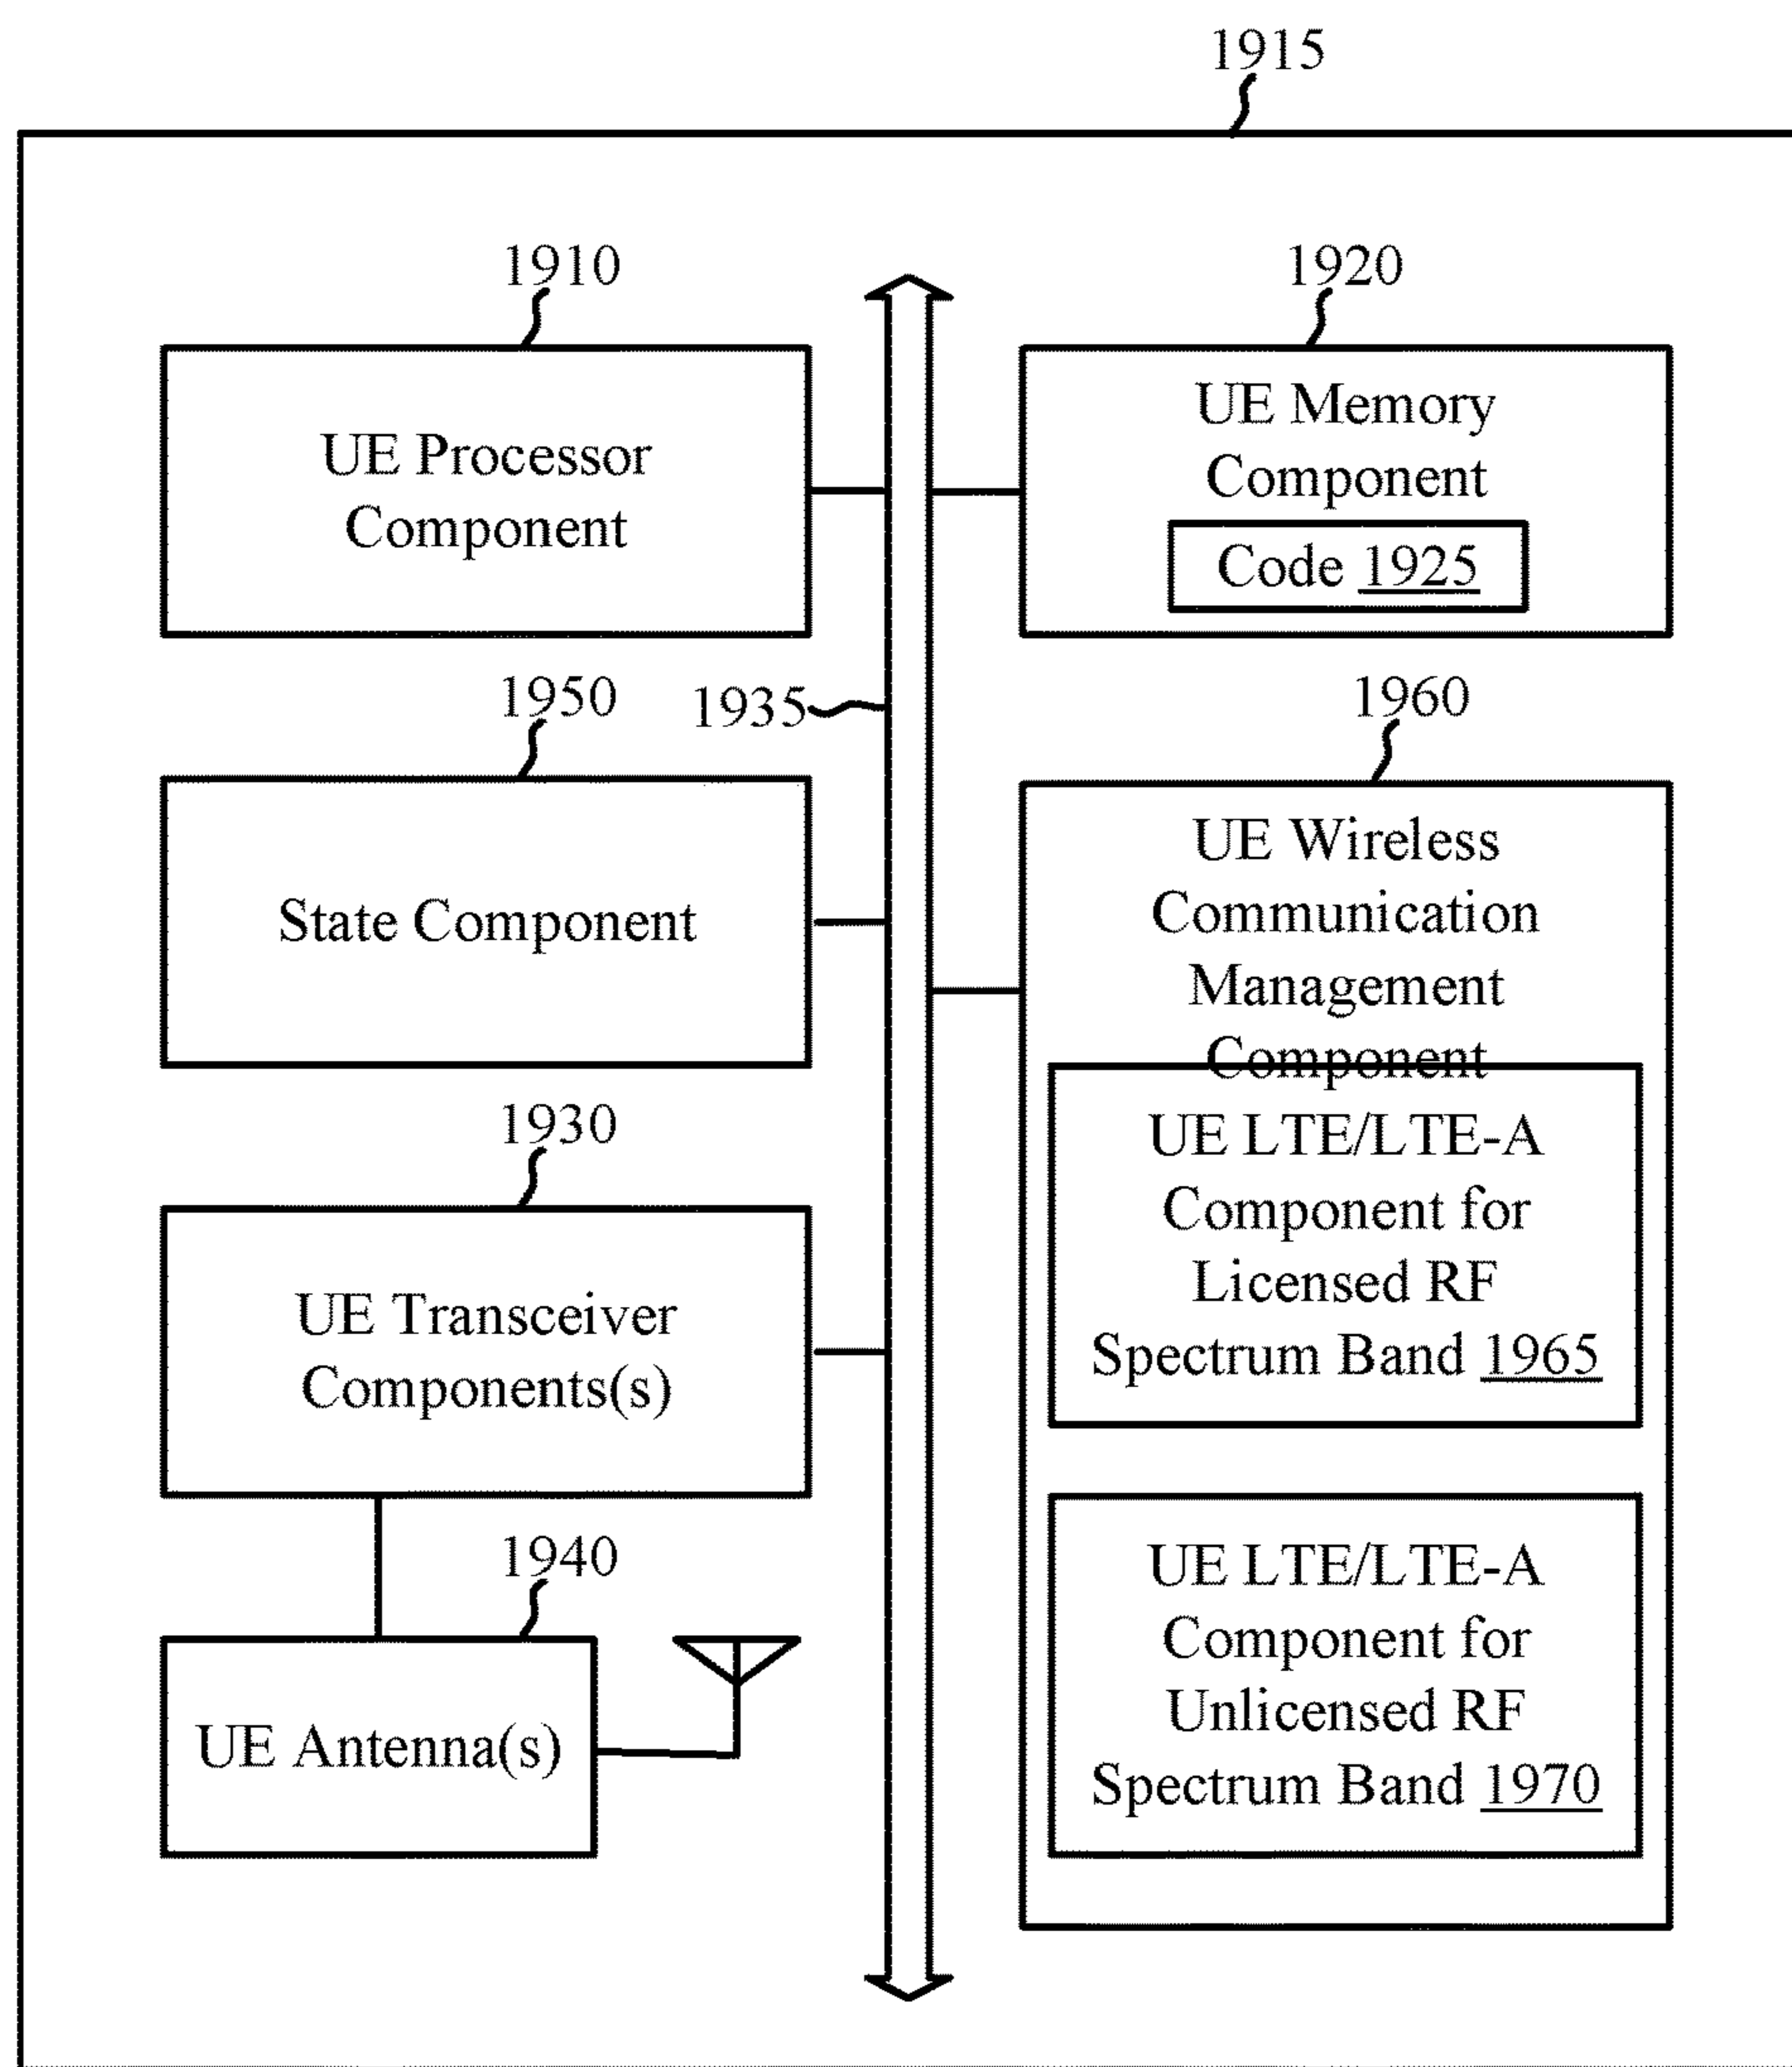 1915
1910
1920
UE Processor
Component
UE Memory
Component
Code 1925
1950
1935
1960
State Component
UE Wireless
Communication
Management
Component
UE LTE/LTE-A
Component for
Licensed RF
Spectrum Band 1965
1930
UE Transceiver
Components(s)
1940
UE Antenna(s)
UE LTE/LTE-A
Component for
Unlicensed RF
Spectrum Band 1970